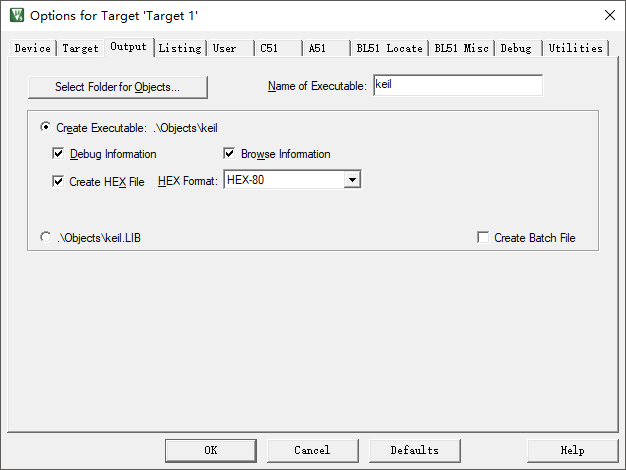 Options for Target 'Target 1'
Device Target Output Listing User C51 A51 BL51 Locate BL51 Misc Debug Utilities
Select Folder for Objects... Name of Executable: keil
Create Executable: .\Objects\keil
Debug Information Browse Information
Create HEX File HEX Format: HEX-80
.\Objects\keil.LIB Create Batch File
OK Cancel Defaults Help